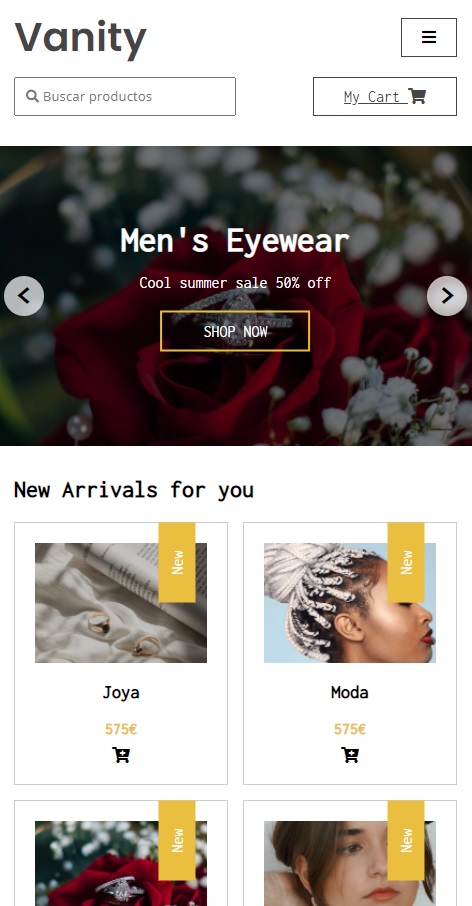 Vanity
Buscar productos
My Cart
Men's Eyewear
Cool summer sale 50% off
SHOP NOW
New Arrivals for you
New
New
Joya
Moda
575€
575€
New
New